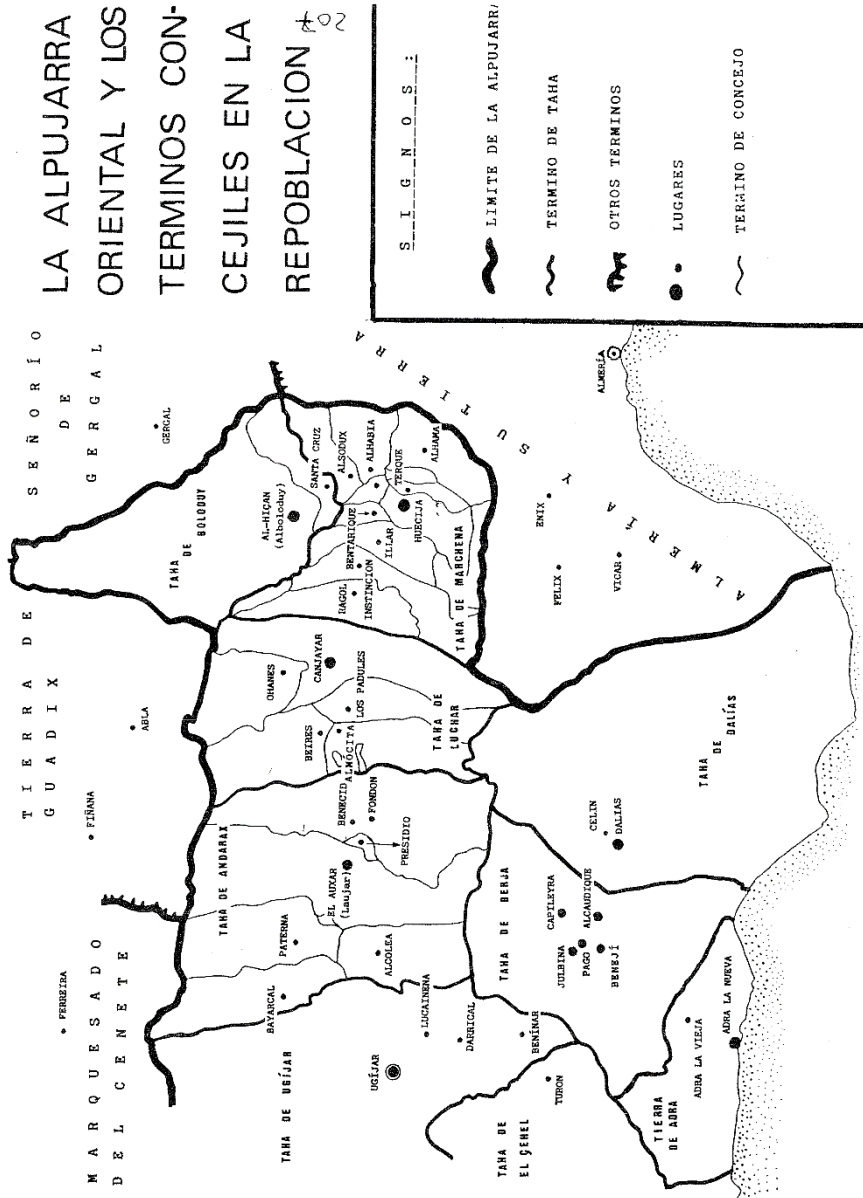 LA ALPUJARRA
ORIENTAL Y LOS
TERMINOS CON-
CEJILES EN LA
REPOBLACION
207
S I G N O S :
LIMITE DE LA ALPUJARRA
TERMINO DE TAHA
OTROS TERMINOS
LUGARES
TERMINO DE CONCEJO
MARQUESADO
DEL CENETE
TIERRA DE
GUADIX
SEÑORÍO
DE
GERGAL
FERREIRA
FIÑANA
ABLA
GERGAL
TAHA DE BOLODUY
AL-HIÇAN
(Alboloduy)
SANTA CRUZ
ALSODUX
ALHABIA
TERQUE
ALHAMA
BENTARIQUE
ILLAR
HUECIJA
RAGOL
INSTINCION
TAHA DE MARCHENA
OHANES
CANJAYAR
BEIRES
ALMOCITA
LOS PADULES
TAHA DE
LUCHAR
TAHA DE ANDARAX
BENECID
FONDON
PRESIDIO
EL AUXAR
(Laujar)
PATERNA
ALCOLEA
BAYARCAL
TAHA DE UGÍJAR
LUCAINENA
DARRICAL
UGÍJAR
BENÍNAR
TURON
TAHA DE
EL ÇEHEL
TAHA DE BERJA
CAPILEYRA
ALCAUDIQUE
JULBINA
PAGO
BENEJÍ
CELIN
DALIAS
TAHA DE DALÍAS
TIERRA
DE ADRA
ADRA LA VIEJA
ADRA LA NUEVA
ENIX
FELIX
VICAR
ALMERÍA
ALMERÍA Y SU TIERRA